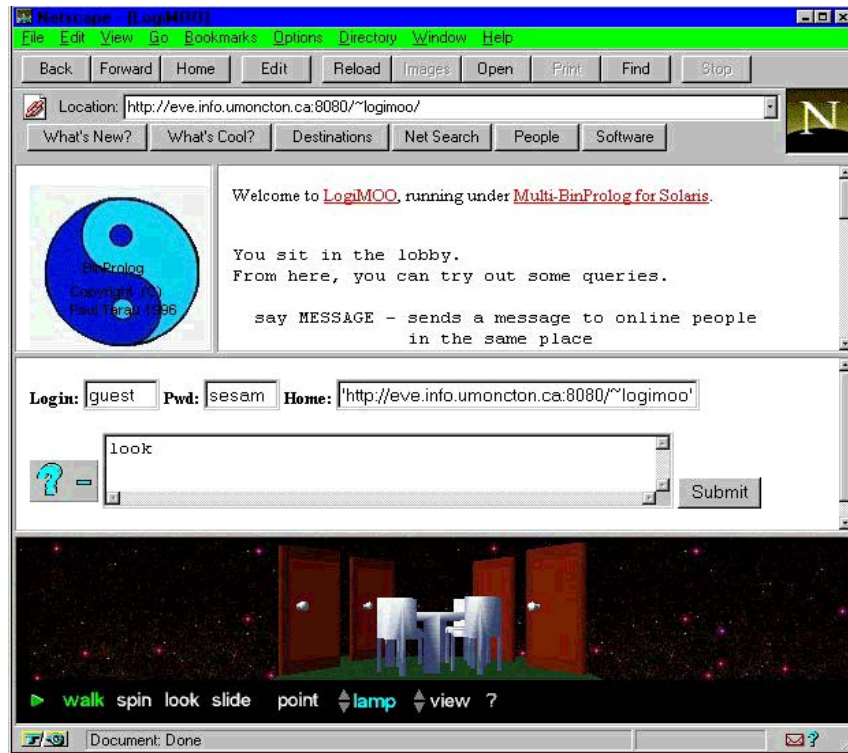 Netscape - [LogiMOO]
File Edit View Go Bookmarks Options Directory Window Help
Back Forward Home Edit Reload Images Open Print Find Stop
Location: http://eve.info.umoncton.ca:8080/~logimoo/
N
What's New? What's Cool? Destinations Net Search People Software
BinProlog
Copyright (C)
Paul Tarau 1996
Welcome to LogiMOO, running under Multi-BinProlog for Solaris.
You sit in the lobby.
From here, you can try out some queries.
say MESSAGE - sends a message to online people
in the same place
Login: guest Pwd: sesam Home: 'http://eve.info.umoncton.ca:8080/~logimoo'
? -
look
Submit
walk spin look slide point lamp view ?
Document: Done
?